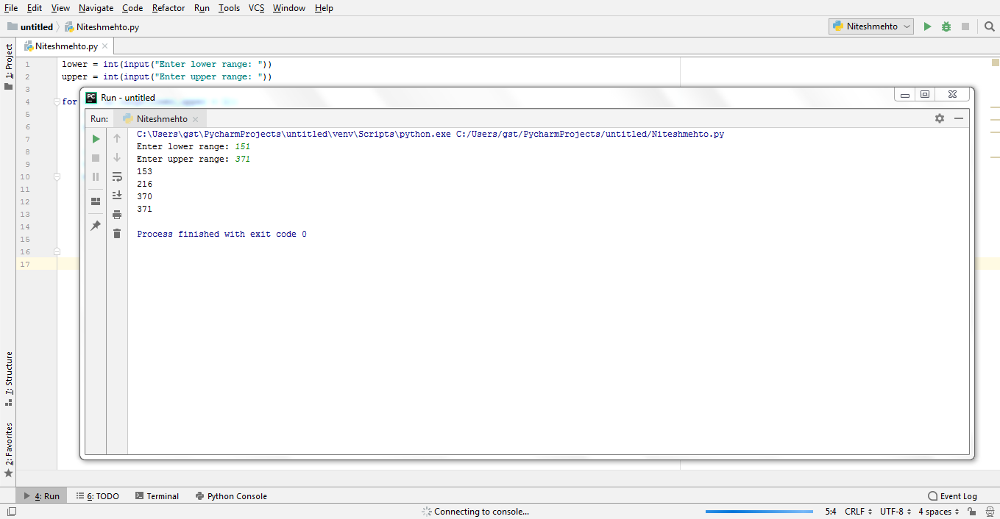 File Edit View Navigate Code Refactor Run Tools VCS Window Help
untitled Niteshmehto.py Niteshmehto
Niteshmehto.py
1: Project
1 lower = int(input("Enter lower range: "))
2 upper = int(input("Enter upper range: "))
3
4 for
5
6
7
8
9
10
11
12
13
14
15
16
17
PC Run - untitled
Run: Niteshmehto
C:\Users\gst\PycharmProjects\untitled\venv\Scripts\python.exe C:/Users/gst/PycharmProjects/untitled/Niteshmehto.py
Enter lower range: 151
Enter upper range: 371
153
216
370
371
Process finished with exit code 0
7: Structure
2: Favorites
4: Run 6: TODO Terminal Python Console Event Log
Connecting to console... 5:4 CRLF UTF-8 4 spaces